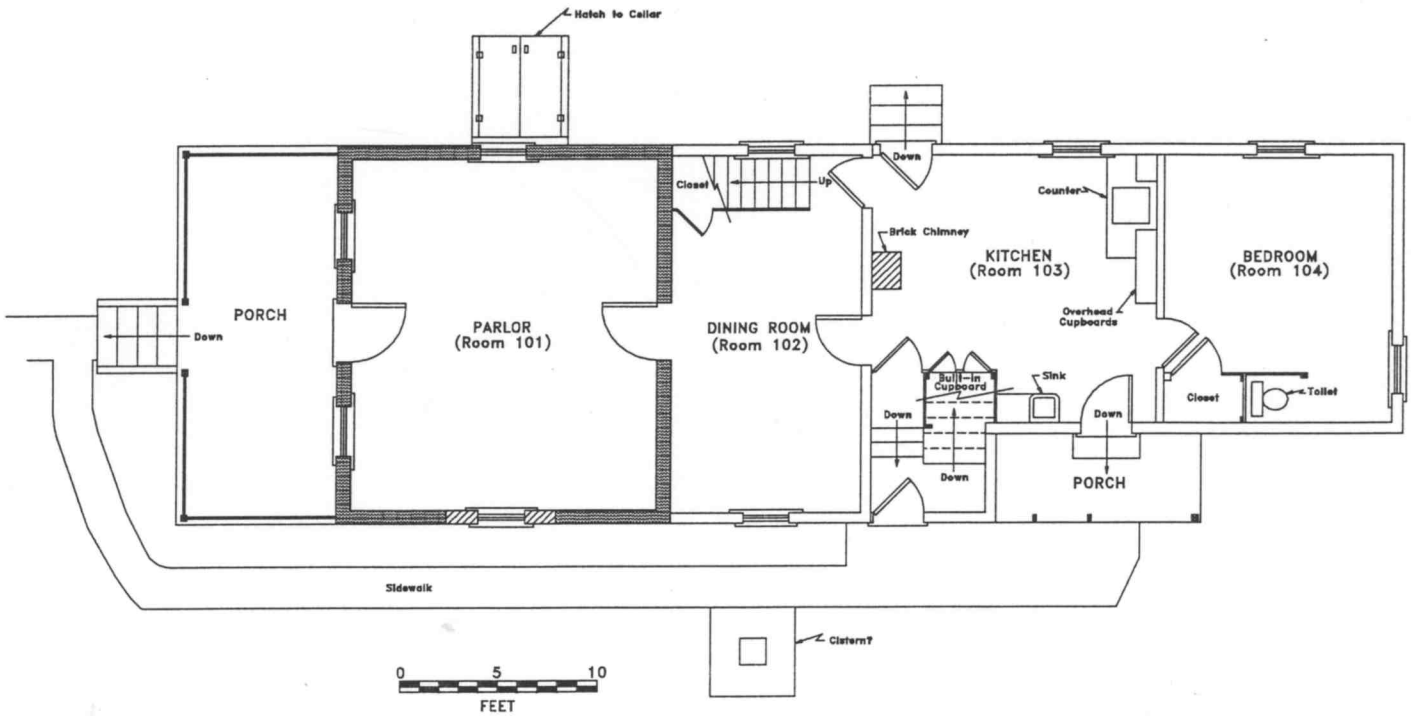 Hatch to Cellar
Down
Closet
Up
Counter
Brick Chimney
KITCHEN
(Room 103)
BEDROOM
(Room 104)
PORCH
Down
PARLOR
(Room 101)
DINING ROOM
(Room 102)
Overhead
Cupboards
Built-in
Cupboard
Sink
Down
Down
Closet
Toilet
Down
PORCH
Sidewalk
Cistern?
0 5 10
FEET